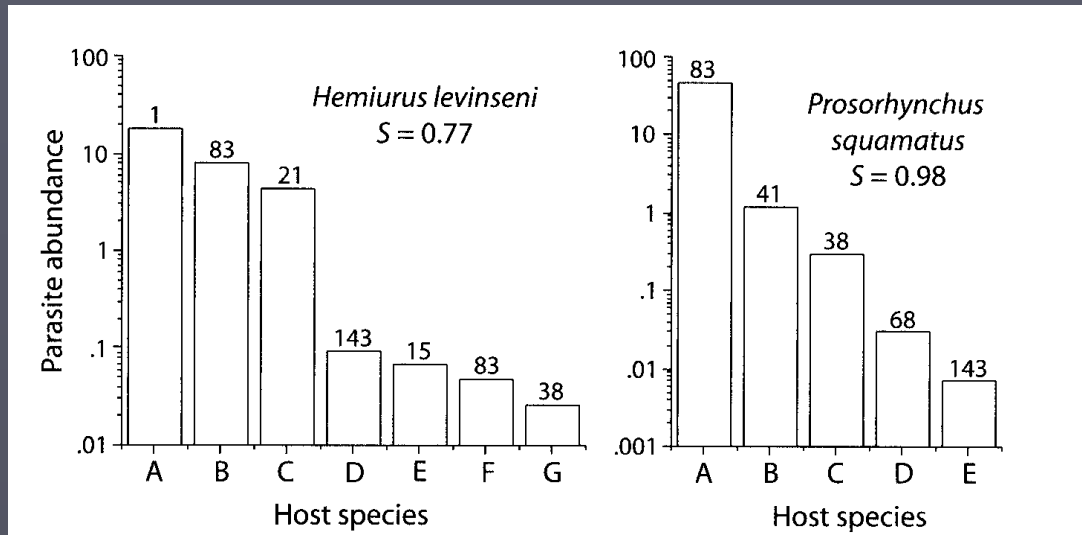 Hemiurus levinseni
S = 0.77
Parasite abundance
100
10
1
.1
.01
1
83
21
143
15
83
38
A B C D E F G
Host species
Prosorhynchus
squamatus
S = 0.98
100
10
1
.1
.01
.001
83
41
38
68
143
A B C D E
Host species